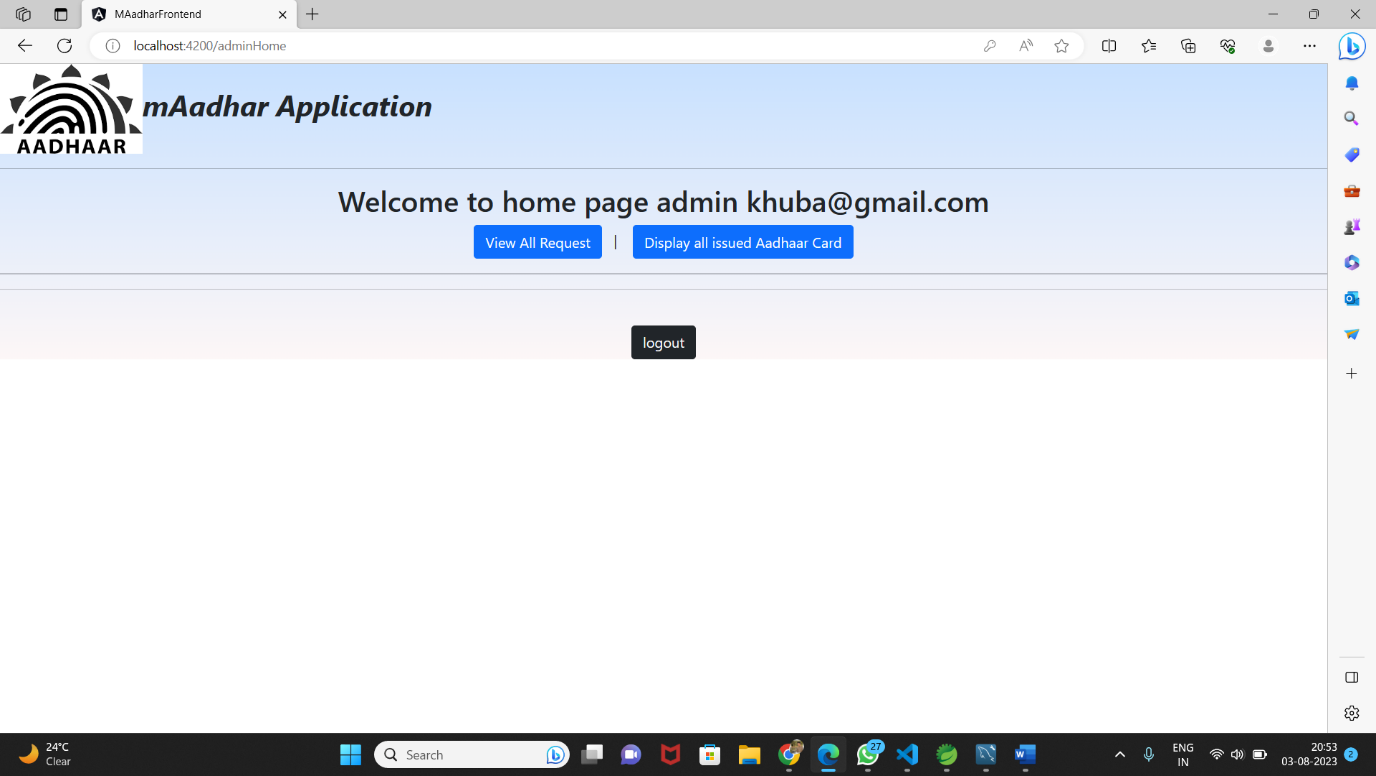 MAadharFrontend
localhost:4200/adminHome
AADHAAR
mAadhar Application
Welcome to home page admin khuba@gmail.com
View All Request | Display all issued Aadhaar Card
logout
24°C
Clear
Search
27
ENG
IN
20:53
03-08-2023
2